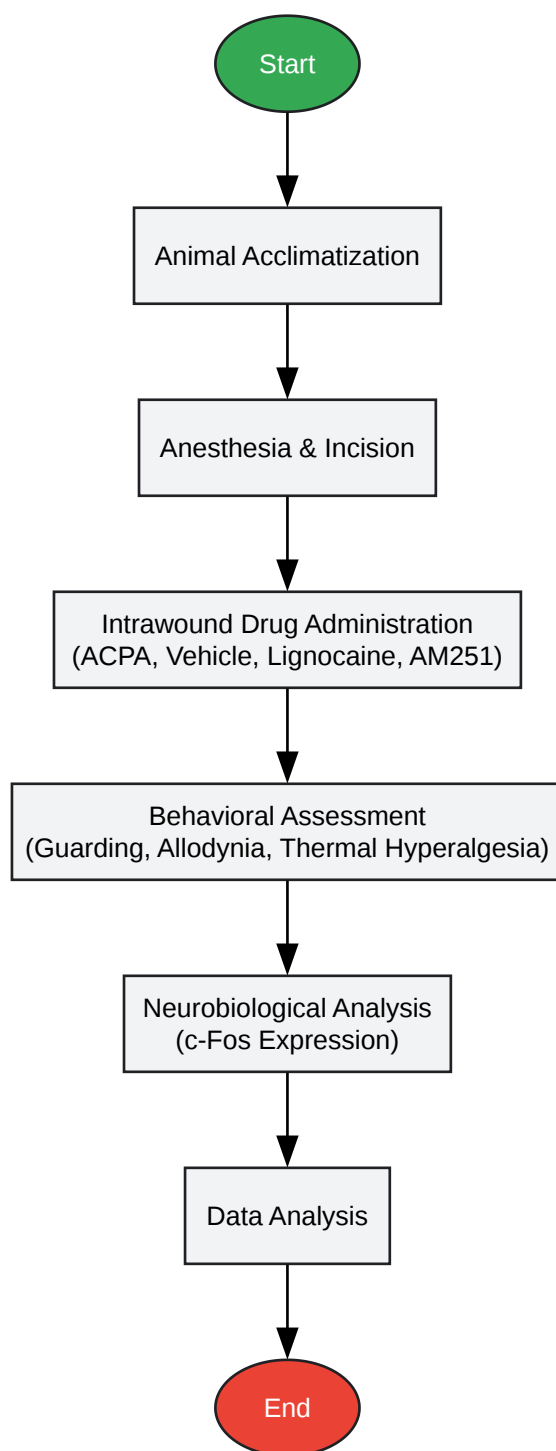 Start
Animal Acclimatization
Anesthesia & Incision
Intrawound Drug Administration
(ACPA, Vehicle, Lignocaine, AM251)
Behavioral Assessment
(Guarding, Allodynia, Thermal Hyperalgesia)
Neurobiological Analysis
(c-Fos Expression)
Data Analysis
End